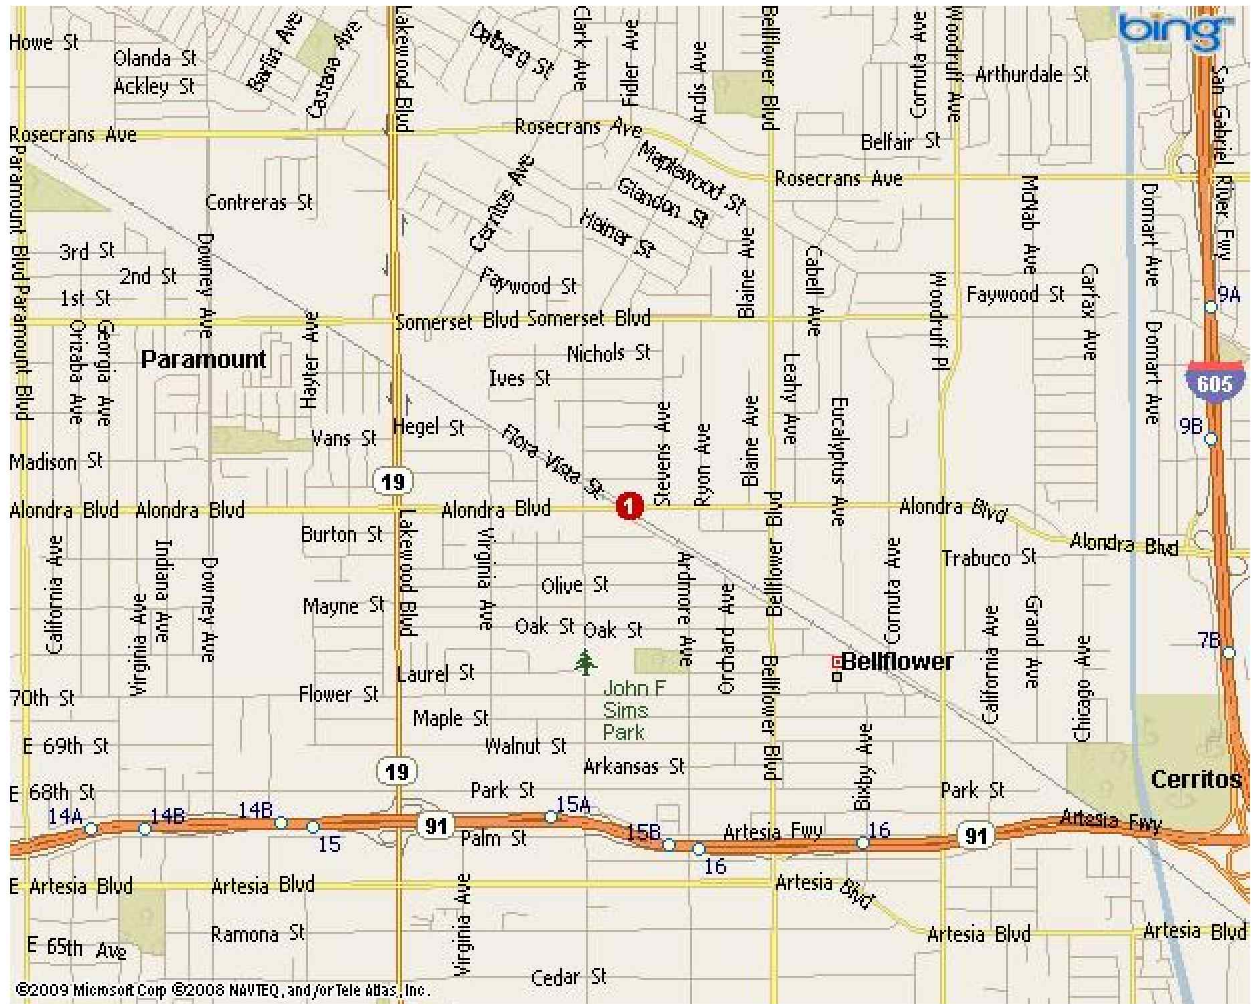 Howe St
Olanda St
Ackley St
Barlin Ave
Castana Ave
Lakewood Blvd
Dalberg St
Clark Ave
Fidler Ave
Ardis Ave
Bellflower Blvd
Cornuta Ave
Woodruff Ave
Arthurdale St
bing™
San Gabriel River Fwy
Rosecrans Ave
Rosecrans Ave
Belfair St
Rosecrans Ave
Paramount Blvd
Contreras St
Cerritos Ave
Maplewood St
Glandon St
Heiner St
McNab Ave
Domart Ave
3rd St
2nd St
1st St
Downey Ave
Faywood St
Blaine Ave
Cabell Ave
Woodruff Pl
Faywood St
Carfax Ave
9A
Paramount Blvd
Orizaba Ave
Georgia Ave
Hayter Ave
Somerset Blvd
Somerset Blvd
Domart Ave
Paramount
Nichols St
Ives St
Leahy Ave
605
Vans St
Hegel St
Flora Vista St
Stevens Ave
Ryon Ave
Blaine Ave
Eucalyptus Ave
9B
Madison St
19
Alondra Blvd
Alondra Blvd
Alondra Blvd
1
Bellflower Blvd
Alondra Blvd
Alondra Blvd
Burton St
Lakewood Blvd
Virginia Ave
California Ave
Virginia Ave
Indiana Ave
Downey Ave
Olive St
Ardmore Ave
Orchard Ave
Cornuta Ave
Trabuco St
Mayne St
Oak St
Oak St
California Ave
Grand Ave
Chicago Ave
7B
Laurel St
Bellflower
70th St
Flower St
John F
Sims
Park
Bellflower Blvd
Maple St
E 69th St
Walnut St
Bixby Ave
19
Arkansas St
Cerritos
E 68th St
Park St
Park St
14A
14B
14B
15
91
15A
Palm St
15B
16
Artesia Fwy
16
91
Artesia Fwy
E Artesia Blvd
Artesia Blvd
Artesia Blvd
Virginia Ave
Ramona St
E 65th Ave
Artesia Blvd
Artesia Blvd
Cedar St
©2009 Microsoft Corp ©2008 NAVTEQ, and/or Tele Atlas, Inc.